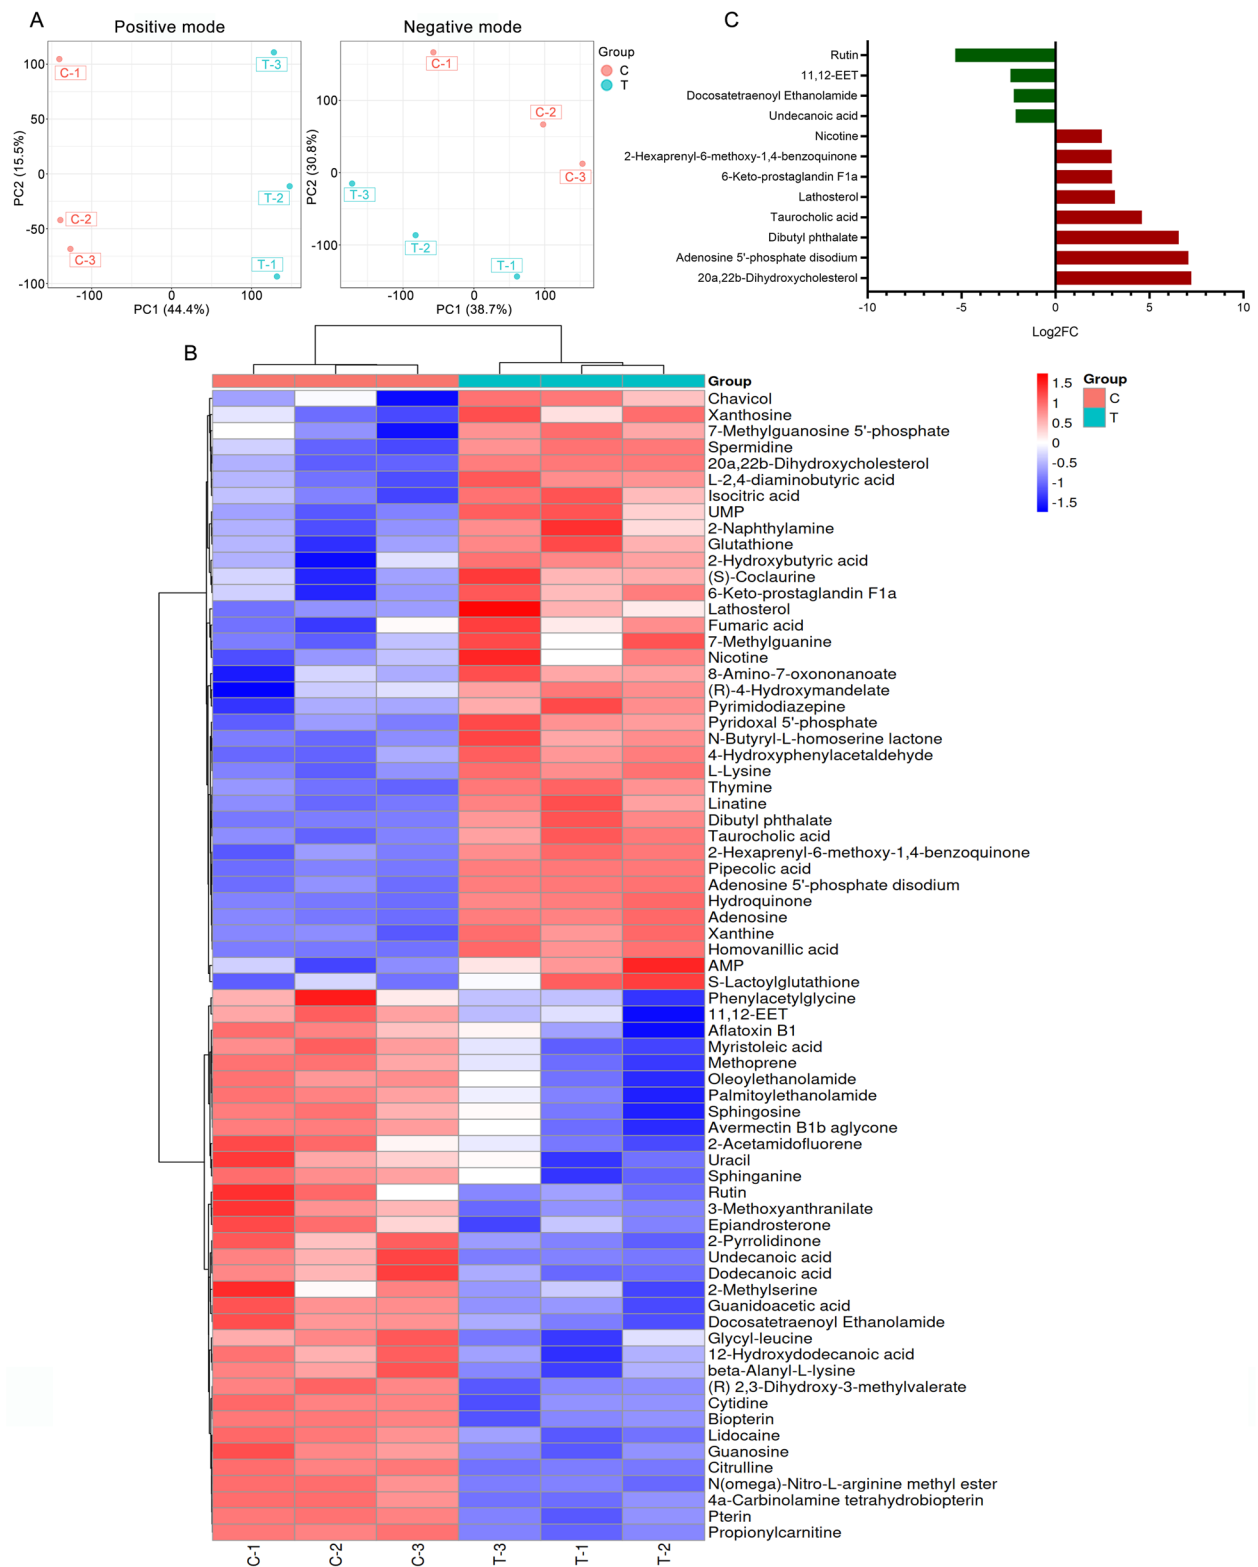 A
Positive mode
Negative mode
C
PC2 (15.5%)
100
50
0
-50
-100
C-1
T-3
T-2
C-2
C-3
T-1
-100
0
100
PC1 (44.4%)
PC2 (30.8%)
100
0
-100
C-1
C-2
C-3
T-3
T-2
T-1
-100
0
100
PC1 (38.7%)
Group
C
T
Rutin
11,12-EET
Docosatetraenoyl Ethanolamide
Undecanoic acid
Nicotine
2-Hexaprenyl-6-methoxy-1,4-benzoquinone
6-Keto-prostaglandin F1a
Lathosterol
Taurocholic acid
Dibutyl phthalate
Adenosine 5'-phosphate disodium
20a,22b-Dihydroxycholesterol
-10
-5
0
5
10
Log2FC
B
Group
Chavicol
Xanthosine
7-Methylguanosine 5'-phosphate
Spermidine
20a,22b-Dihydroxycholesterol
L-2,4-diaminobutyric acid
Isocitric acid
UMP
2-Naphthylamine
Glutathione
2-Hydroxybutyric acid
(S)-Coclaurine
6-Keto-prostaglandin F1a
Lathosterol
Fumaric acid
7-Methylguanine
Nicotine
8-Amino-7-oxononanoate
(R)-4-Hydroxymandelate
Pyrimidodiazepine
Pyridoxal 5'-phosphate
N-Butyryl-L-homoserine lactone
4-Hydroxyphenylacetaldehyde
L-Lysine
Thymine
Linatine
Dibutyl phthalate
Taurocholic acid
2-Hexaprenyl-6-methoxy-1,4-benzoquinone
Pipecolic acid
Adenosine 5'-phosphate disodium
Hydroquinone
Adenosine
Xanthine
Homovanillic acid
AMP
S-Lactoylglutathione
Phenylacetylglycine
11,12-EET
Aflatoxin B1
Myristoleic acid
Methoprene
Oleoylethanolamide
Palmitoylethanolamide
Sphingosine
Avermectin B1b aglycone
2-Acetamidofluorene
Uracil
Sphinganine
Rutin
3-Methoxyanthranilate
Epiandrosterone
2-Pyrrolidinone
Undecanoic acid
Dodecanoic acid
2-Methylserine
Guanidoacetic acid
Docosatetraenoyl Ethanolamide
Glycyl-leucine
12-Hydroxydodecanoic acid
beta-Alanyl-L-lysine
(R) 2,3-Dihydroxy-3-methylvalerate
Cytidine
Biopterin
Lidocaine
Guanosine
Citrulline
N(omega)-Nitro-L-arginine methyl ester
4a-Carbinolamine tetrahydrobiopterin
Pterin
Propionylcarnitine
C-1
C-2
C-3
T-3
T-1
T-2
1.5
1
0.5
0
-0.5
-1
-1.5
Group
C
T